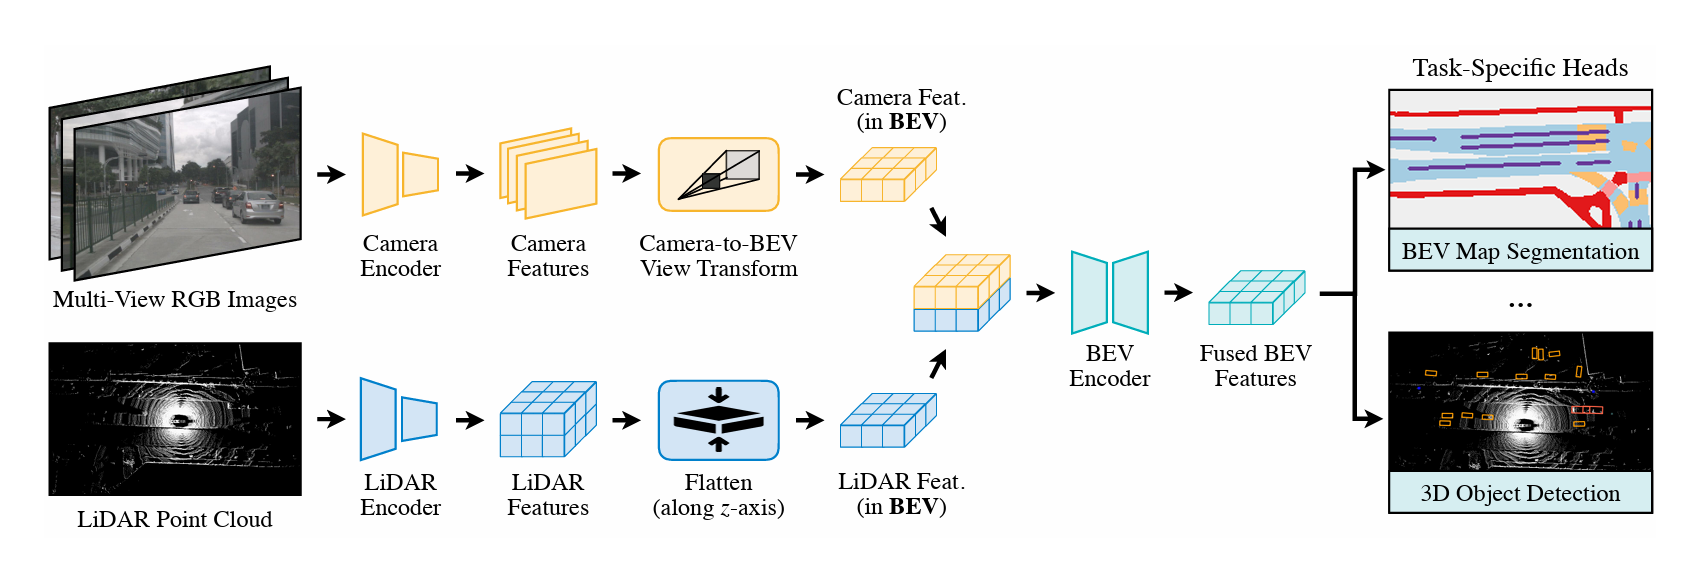 Multi-View RGB Images
Camera
Encoder
Camera
Features
Camera-to-BEV
View Transform
Camera Feat.
(in BEV)
LiDAR Point Cloud
LiDAR
Encoder
LiDAR
Features
Flatten
(along z-axis)
LiDAR Feat.
(in BEV)
BEV
Encoder
Fused BEV
Features
Task-Specific Heads
BEV Map Segmentation
...
3D Object Detection